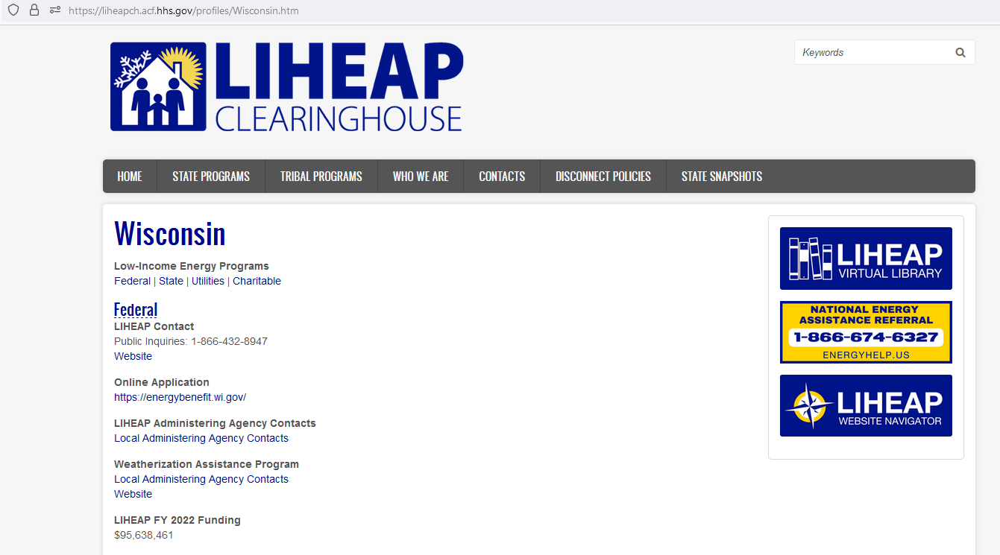 https://liheapch.acf.hhs.gov/profiles/Wisconsin.htm
LIHEAP
CLEARINGHOUSE
Keywords
HOME STATE PROGRAMS TRIBAL PROGRAMS WHO WE ARE CONTACTS DISCONNECT POLICIES STATE SNAPSHOTS
Wisconsin
Low-Income Energy Programs
Federal | State | Utilities | Charitable
Federal
LIHEAP Contact
Public Inquiries: 1-866-432-8947
Website
Online Application
https://energybenefit.wi.gov/
LIHEAP Administering Agency Contacts
Local Administering Agency Contacts
Weatherization Assistance Program
Local Administering Agency Contacts
Website
LIHEAP FY 2022 Funding
$95,638,461
LIHEAP
VIRTUAL LIBRARY
NATIONAL ENERGY
ASSISTANCE REFERRAL
1-866-674-6327
ENERGYHELP.US
LIHEAP
WEBSITE NAVIGATOR